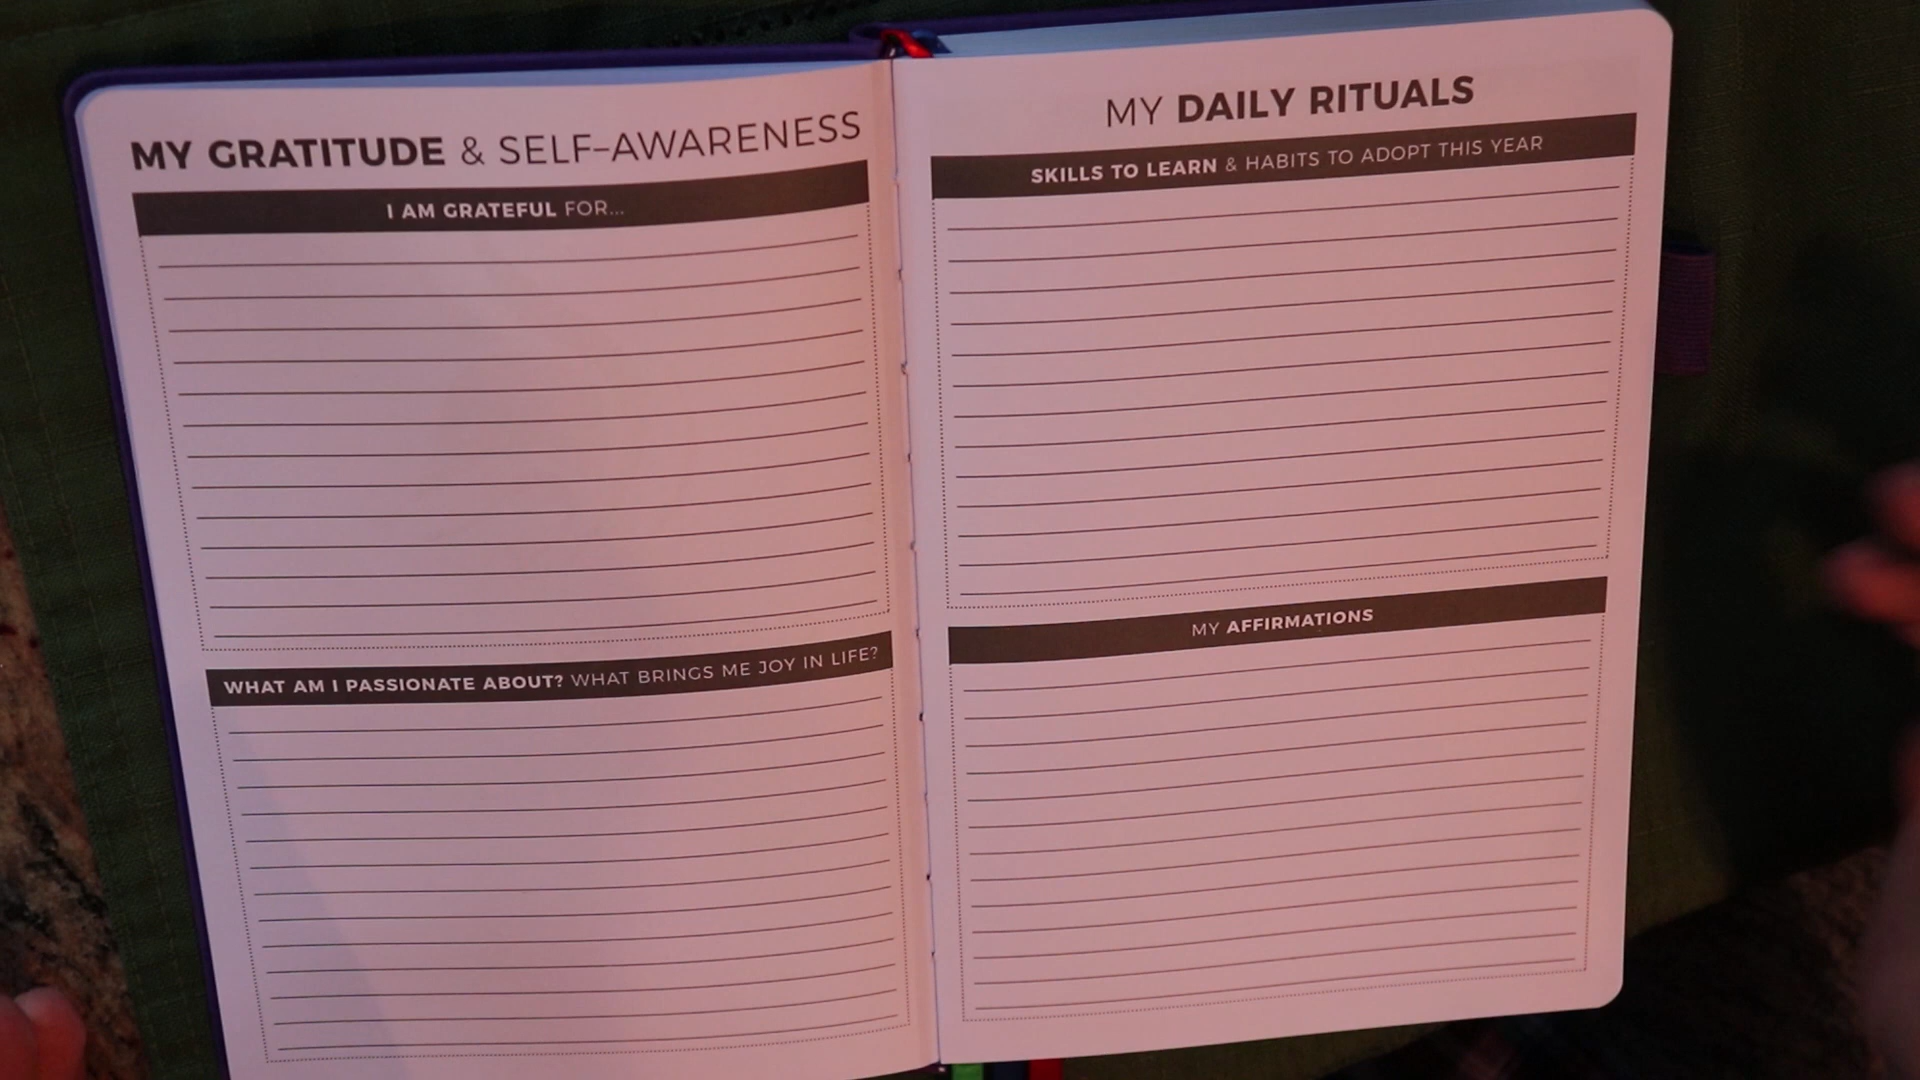 MY GRATITUDE & SELF-AWARENESS
I AM GRATEFUL FOR...
WHAT AM I PASSIONATE ABOUT? WHAT BRINGS ME JOY IN LIFE?
MY DAILY RITUALS
SKILLS TO LEARN & HABITS TO ADOPT THIS YEAR
MY AFFIRMATIONS